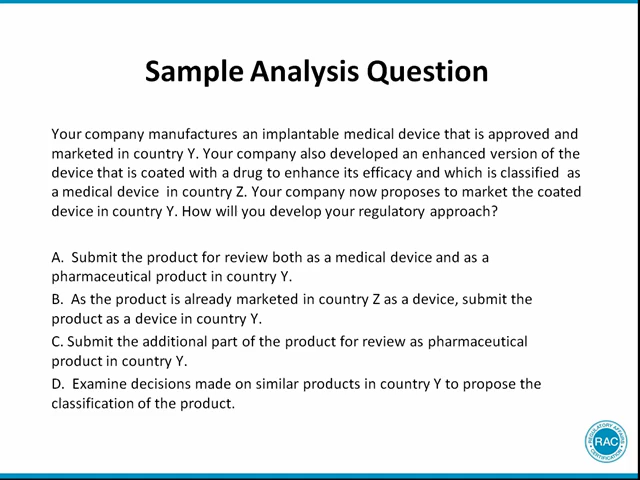 Sample Analysis Question
Your company manufactures an implantable medical device that is approved and
marketed in country Y. Your company also developed an enhanced version of the
device that is coated with a drug to enhance its efficacy and which is classified as
a medical device in country Z. Your company now proposes to market the coated
device in country Y. How will you develop your regulatory approach?
A. Submit the product for review both as a medical device and as a
pharmaceutical product in country Y.
B. As the product is already marketed in country Z as a device, submit the
product as a device in country Y.
C. Submit the additional part of the product for review as pharmaceutical
product in country Y.
D. Examine decisions made on similar products in country Y to propose the
classification of the product.
REGULATORY AFFAIRS
RAC
CERTIFICATION